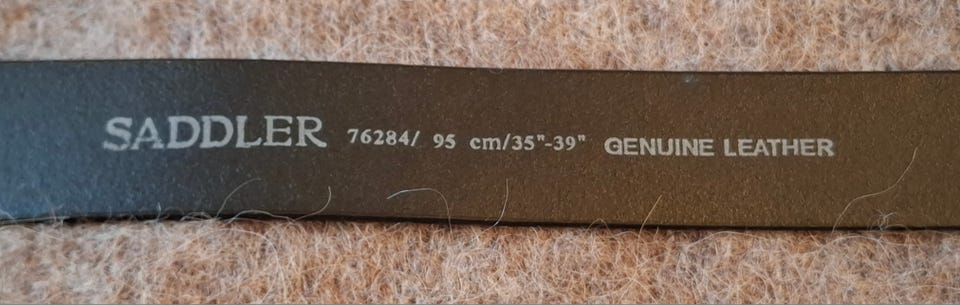 SADDLER 76284/ 95 cm/35"-39" GENUINE LEATHER